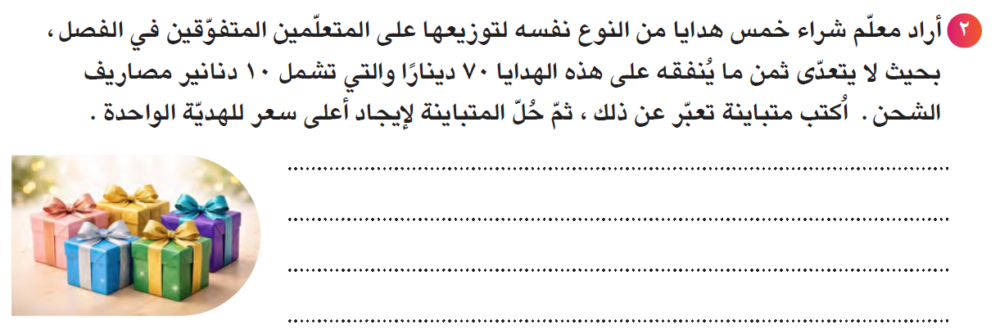 ٢ أراد معلّم شراء خمس هدايا من النوع نفسه لتوزيعها على المتعلّمين المتفوّقين في الفصل ،
بحيث لا يتعدّى ثمن ما يُنفقه على هذه الهدايا ٧٠ دينارًا والتي تشمل ١٠ دنانير مصاريف
الشحن . اُكتب متباينة تعبّر عن ذلك ، ثمّ حُلّ المتباينة لإيجاد أعلى سعر للهديّة الواحدة .